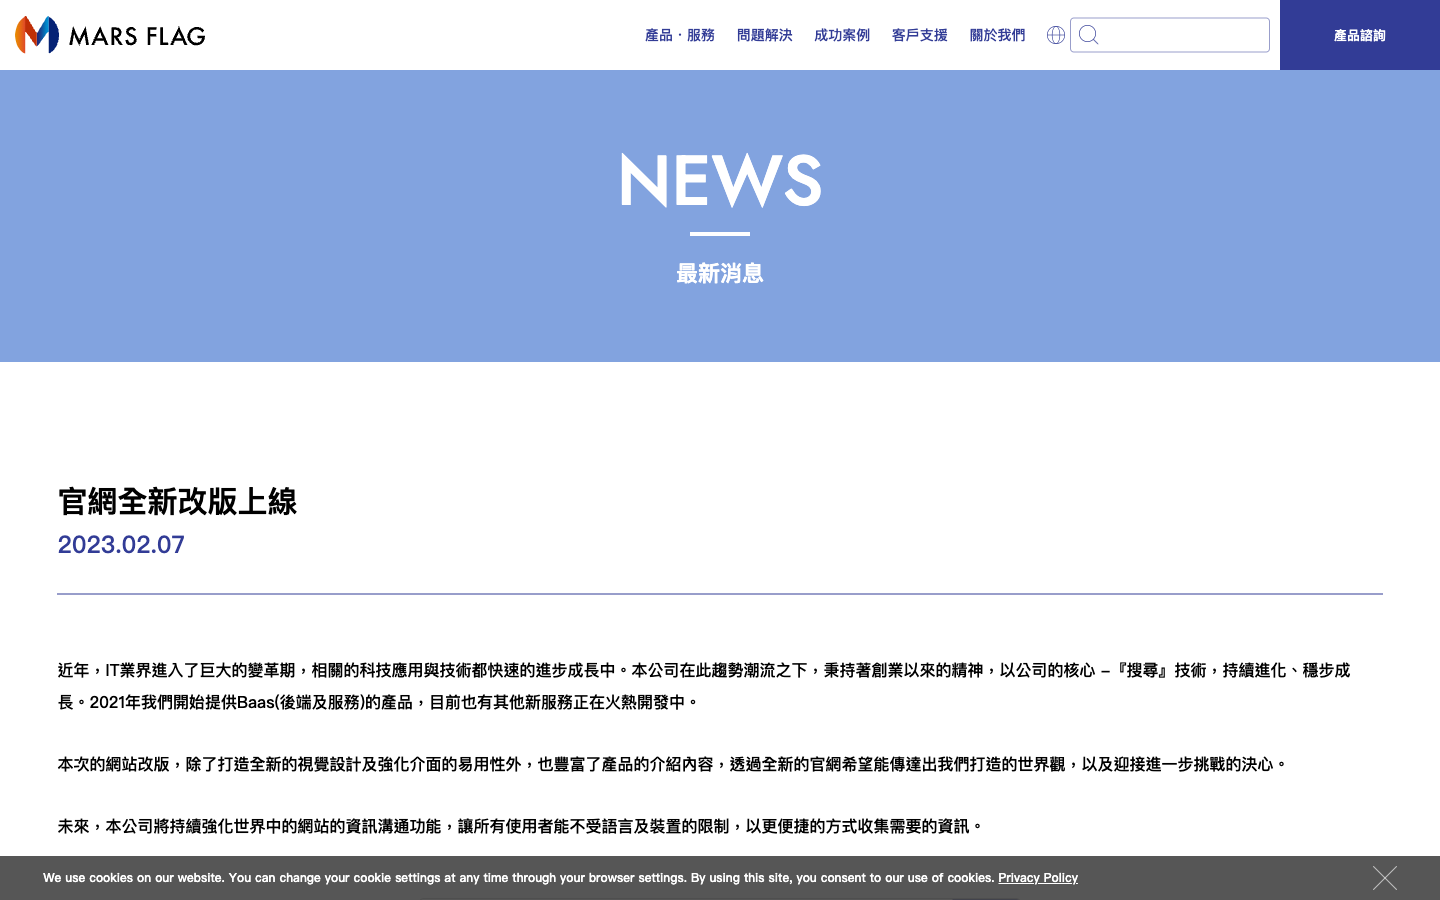 MARS FLAG
產品・服務 問題解決 成功案例 客戶支援 關於我們 產品諮詢
NEWS
最新消息
官網全新改版上線
2023.02.07
近年，IT業界進入了巨大的變革期，相關的科技應用與技術都快速的進步成長中。本公司在此趨勢潮流之下，秉持著創業以來的精神，以公司的核心 –『搜尋』技術，持續進化、穩步成
長。2021年我們開始提供Baas(後端及服務)的產品，目前也有其他新服務正在火熱開發中。
本次的網站改版，除了打造全新的視覺設計及強化介面的易用性外，也豐富了產品的介紹內容，透過全新的官網希望能傳達出我們打造的世界觀，以及迎接進一步挑戰的決心。
未來，本公司將持續強化世界中的網站的資訊溝通功能，讓所有使用者能不受語言及裝置的限制，以更便捷的方式收集需要的資訊。
We use cookies on our website. You can change your cookie settings at any time through your browser settings. By using this site, you consent to our use of cookies. Privacy Policy